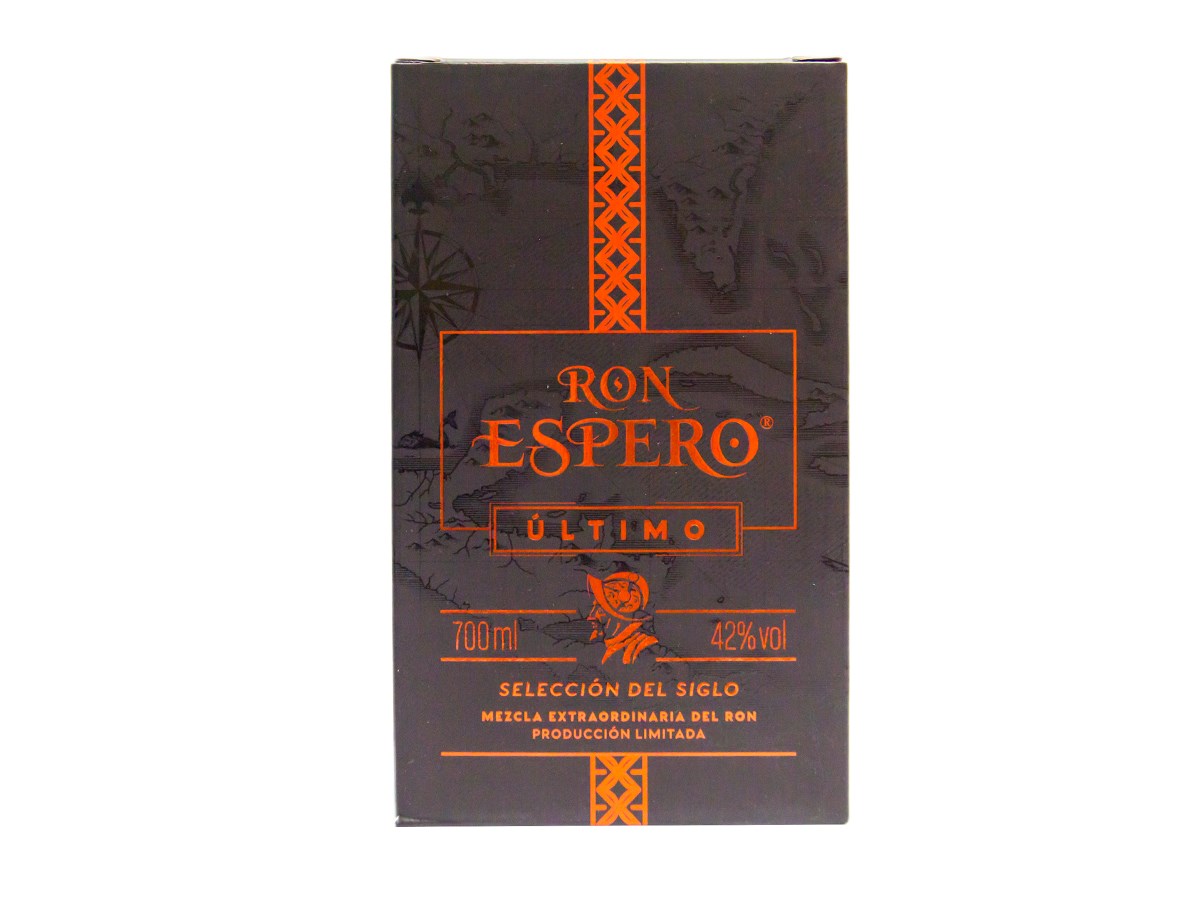 RON
ESPERO®
ÚLTIMO
700ml 42%vol
SELECCIÓN DEL SIGLO
MEZCLA EXTRAORDINARIA DEL RON
PRODUCCIÓN LIMITADA